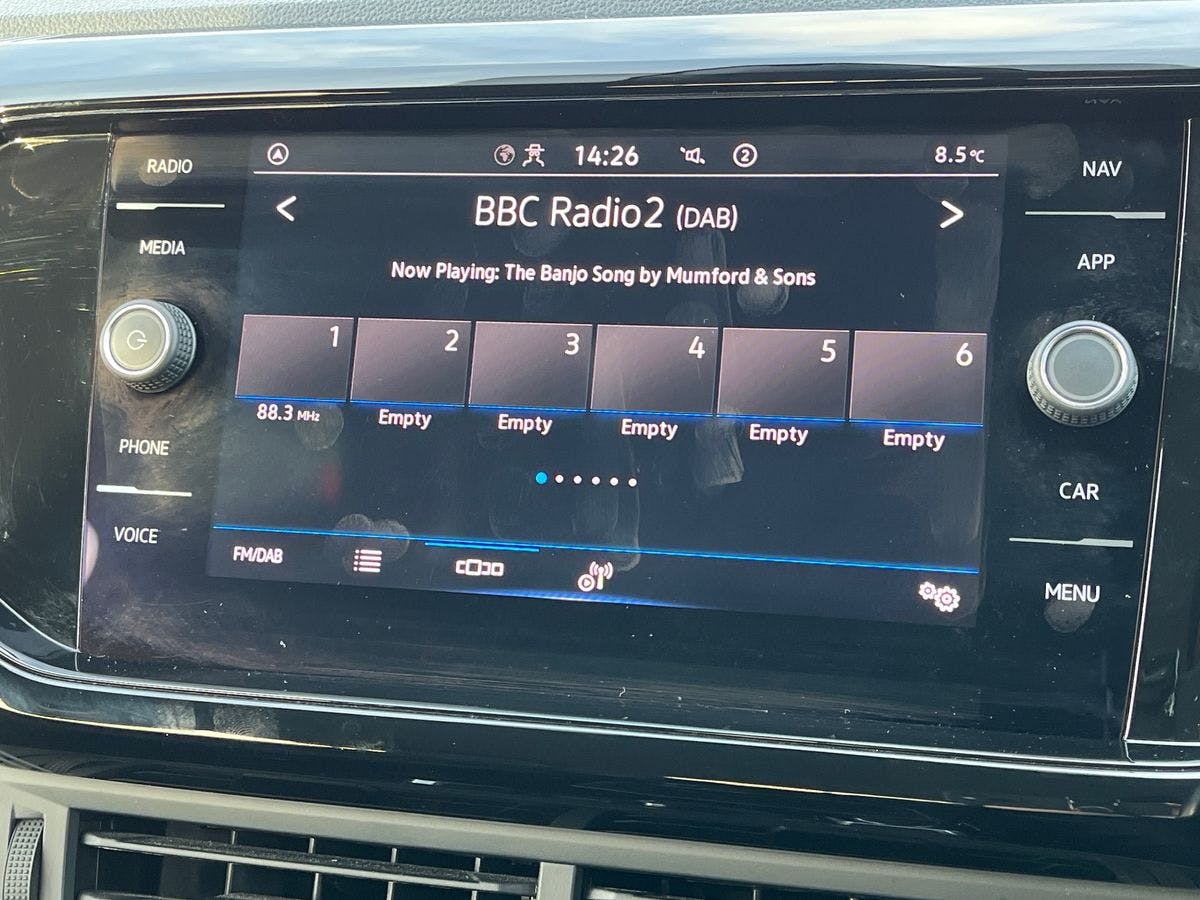 RADIO
MEDIA
PHONE
VOICE
14:26
2
8.5°C
BBC Radio2 (DAB)
Now Playing: The Banjo Song by Mumford & Sons
1
2
3
4
5
6
88.3 MHz
Empty
Empty
Empty
Empty
Empty
FM/DAB
NAV
APP
CAR
MENU